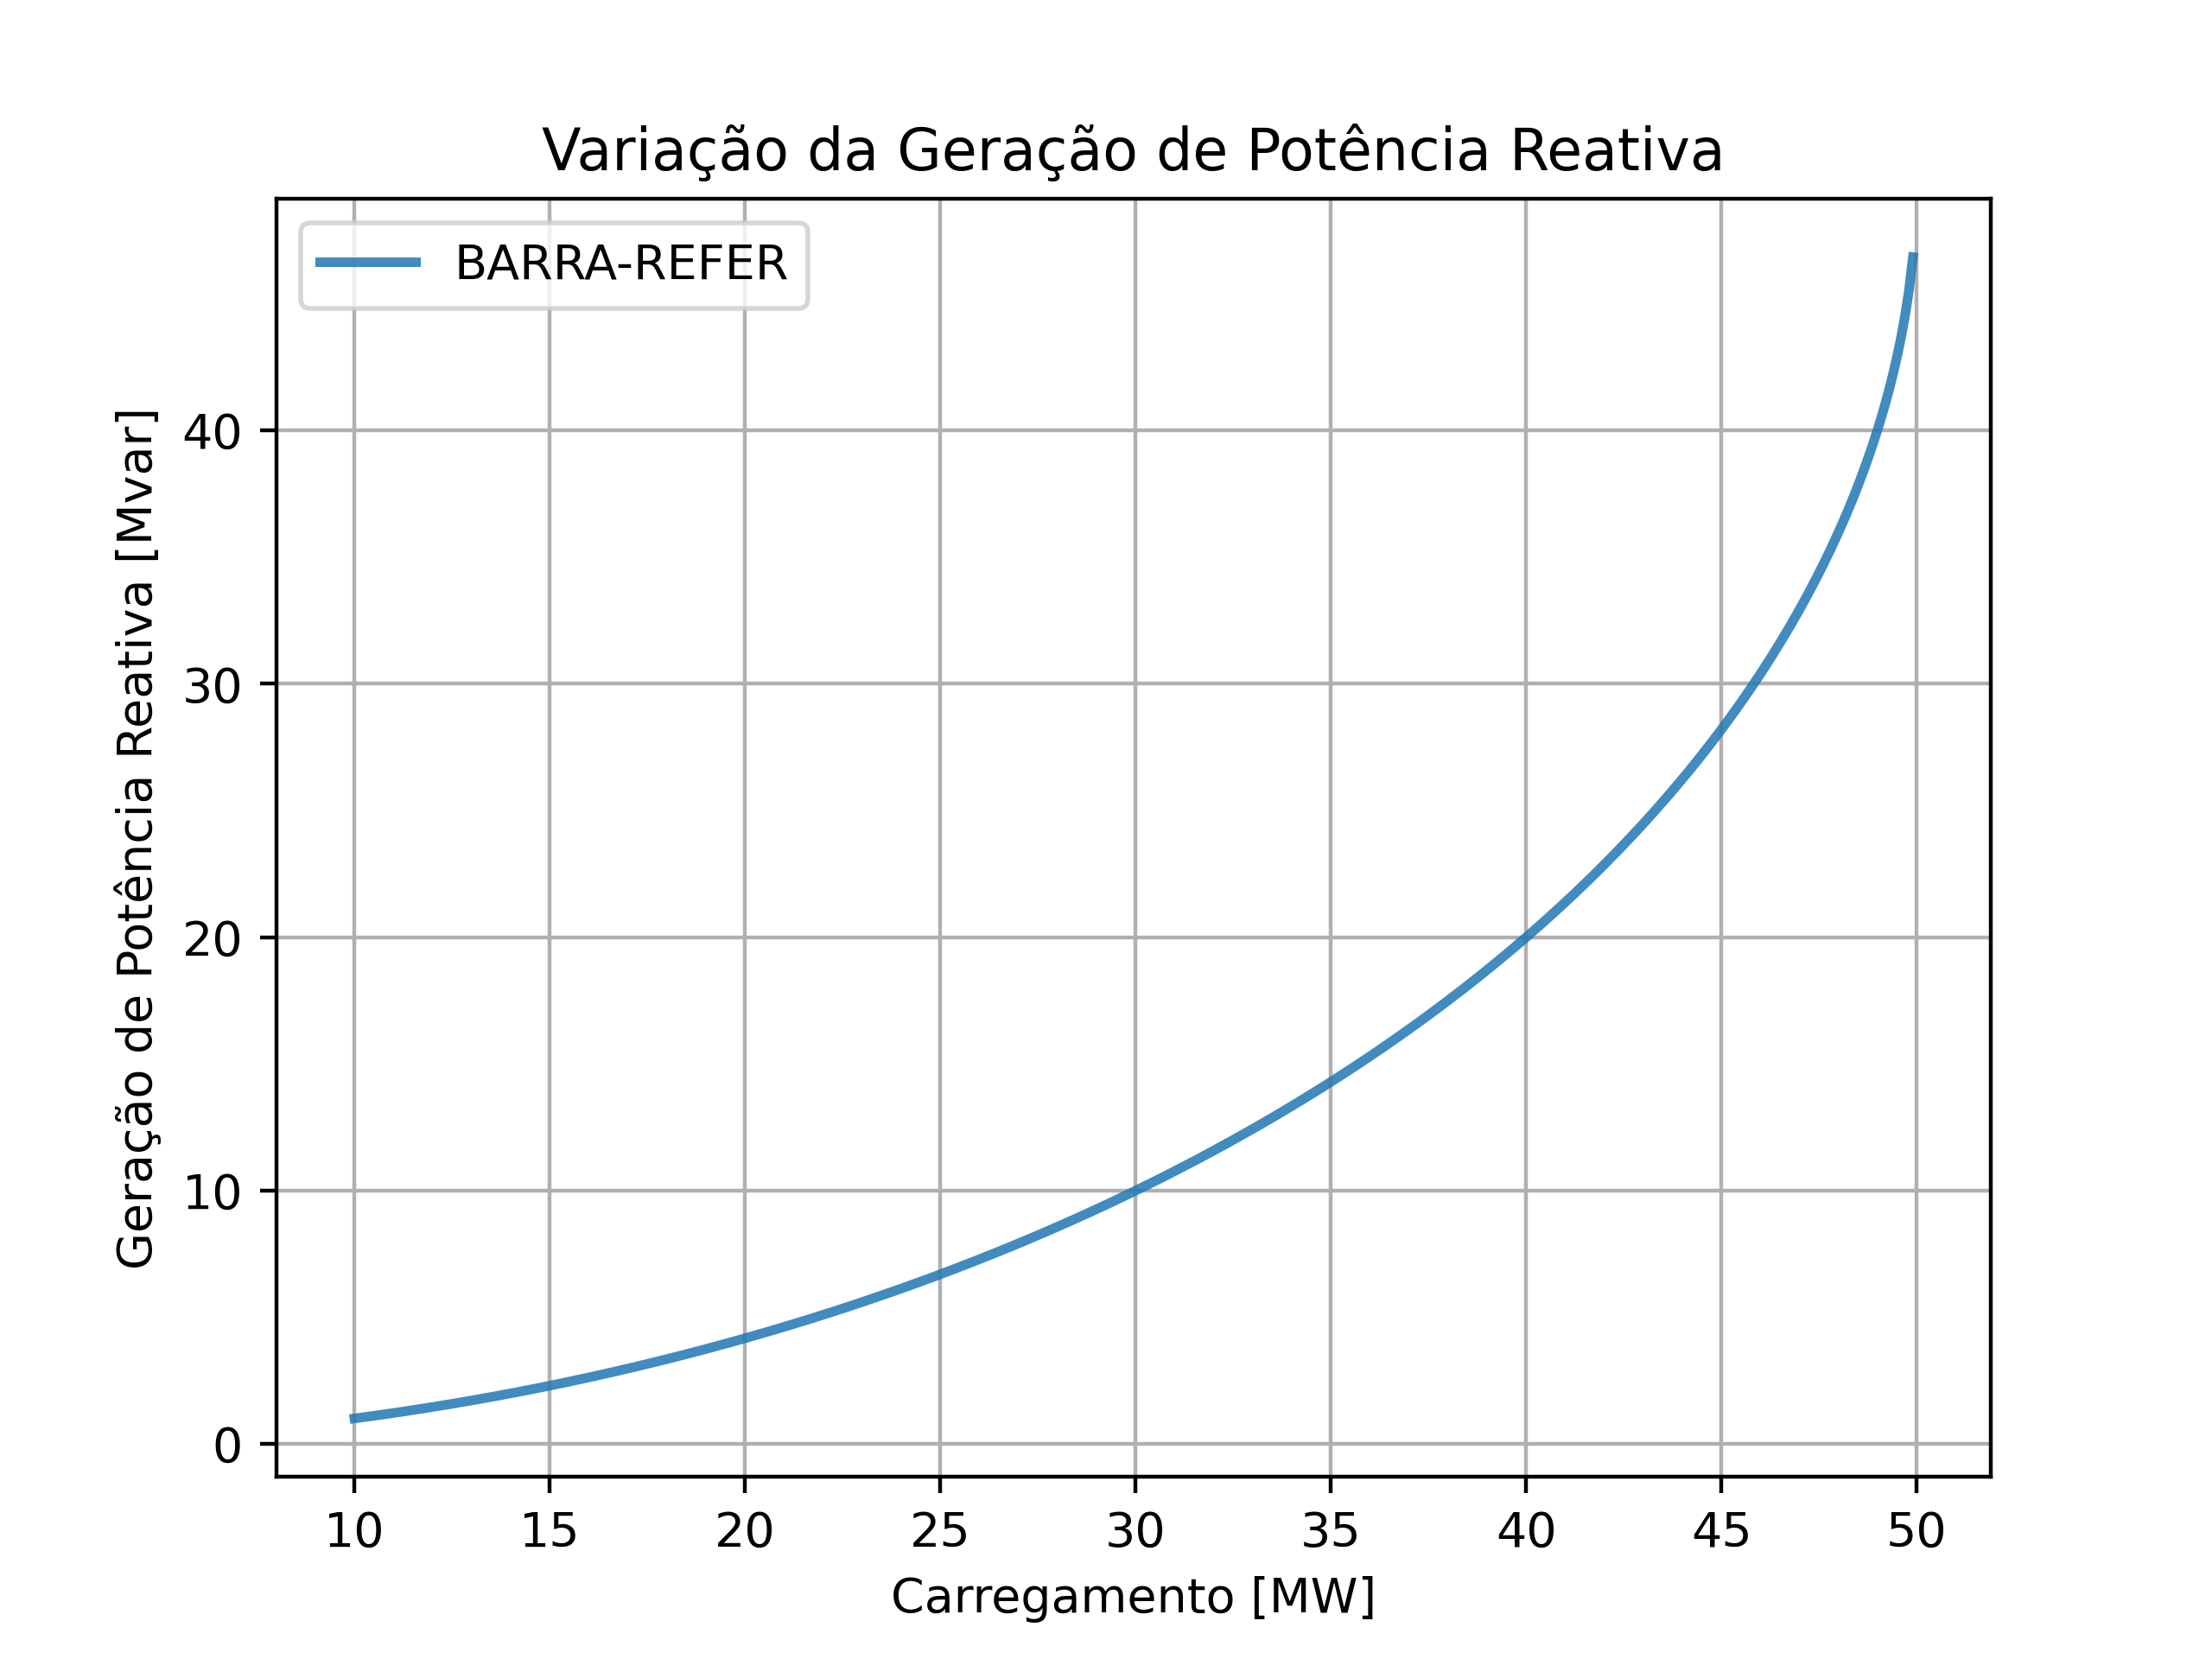 Variação da Geração de Potência Reativa
BARRA-REFER
Geração de Potência Reativa [Mvar]
40
30
20
10
0
10 15 20 25 30 35 40 45 50
Carregamento [MW]